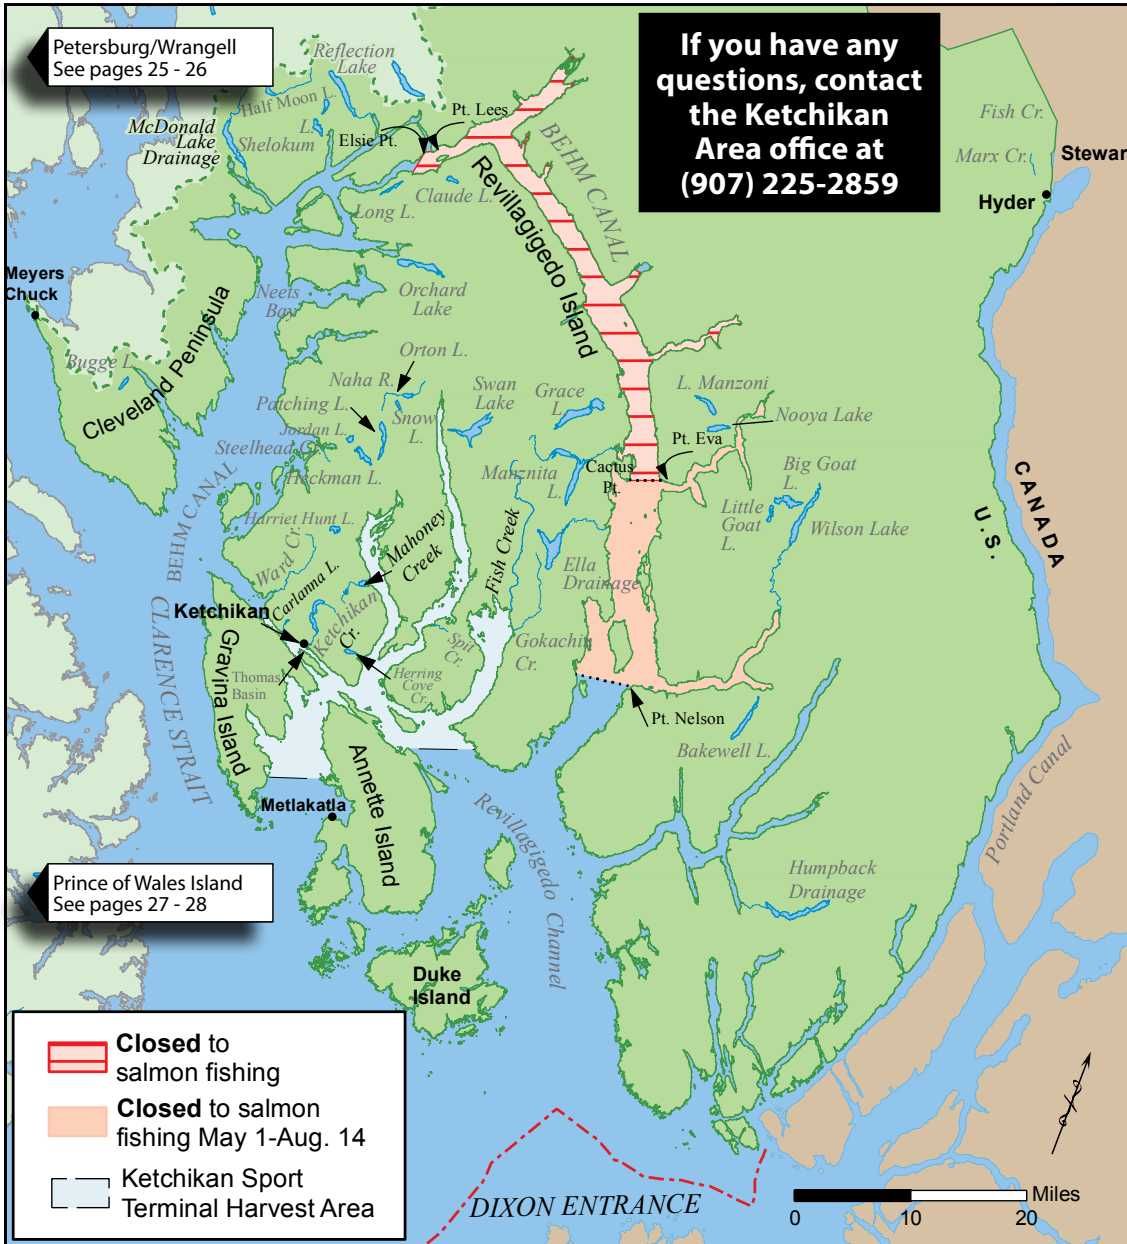 Petersburg/Wrangell
See pages 25 - 26
If you have any
questions, contact
the Ketchikan
Area office at
(907) 225-2859
Reflection
Lake
Half Moon L.
McDonald
Lake
Drainage
L.
Shelokum
Elsie Pt.
Pt. Lees
BEHM CANAL
Fish Cr.
Marx Cr.
Stewar
Hyder
Claude L.
Long L.
Revillagigedo Island
Meyers
Chuck
Neets
Bay
Orchard
Lake
Bugge L.
Cleveland Peninsula
Orton L.
Naha R.
Patching L.
Snow
L.
Jordan L.
Steelhead Cr.
Heckman L.
Swan
Lake
Grace
L.
L. Manzoni
Nooya Lake
Pt. Eva
Cactus
Pt.
Manznita
L.
Big Goat
L.
Little
Goat
L.
Wilson Lake
CANADA
U.S.
BEHM CANAL
Harriet Hunt L.
Ward Cr.
Carlanna L.
Mahoney
Creek
Fish Creek
Ella
Drainage
Ketchikan
Ketchikan
Cr.
Thomas
Basin
Herring
Cove
Cr.
Spit
Cr.
Gokachin
Cr.
CLARENCE STRAIT
Gravina Island
Pt. Nelson
Bakewell L.
Metlakatla
Annette Island
Revillagigedo Channel
Portland Canal
Prince of Wales Island
See pages 27 - 28
Humpback
Drainage
Duke
Island
Closed to
salmon fishing
Closed to salmon
fishing May 1-Aug. 14
Ketchikan Sport
Terminal Harvest Area
DIXON ENTRANCE
Miles
0 10 20